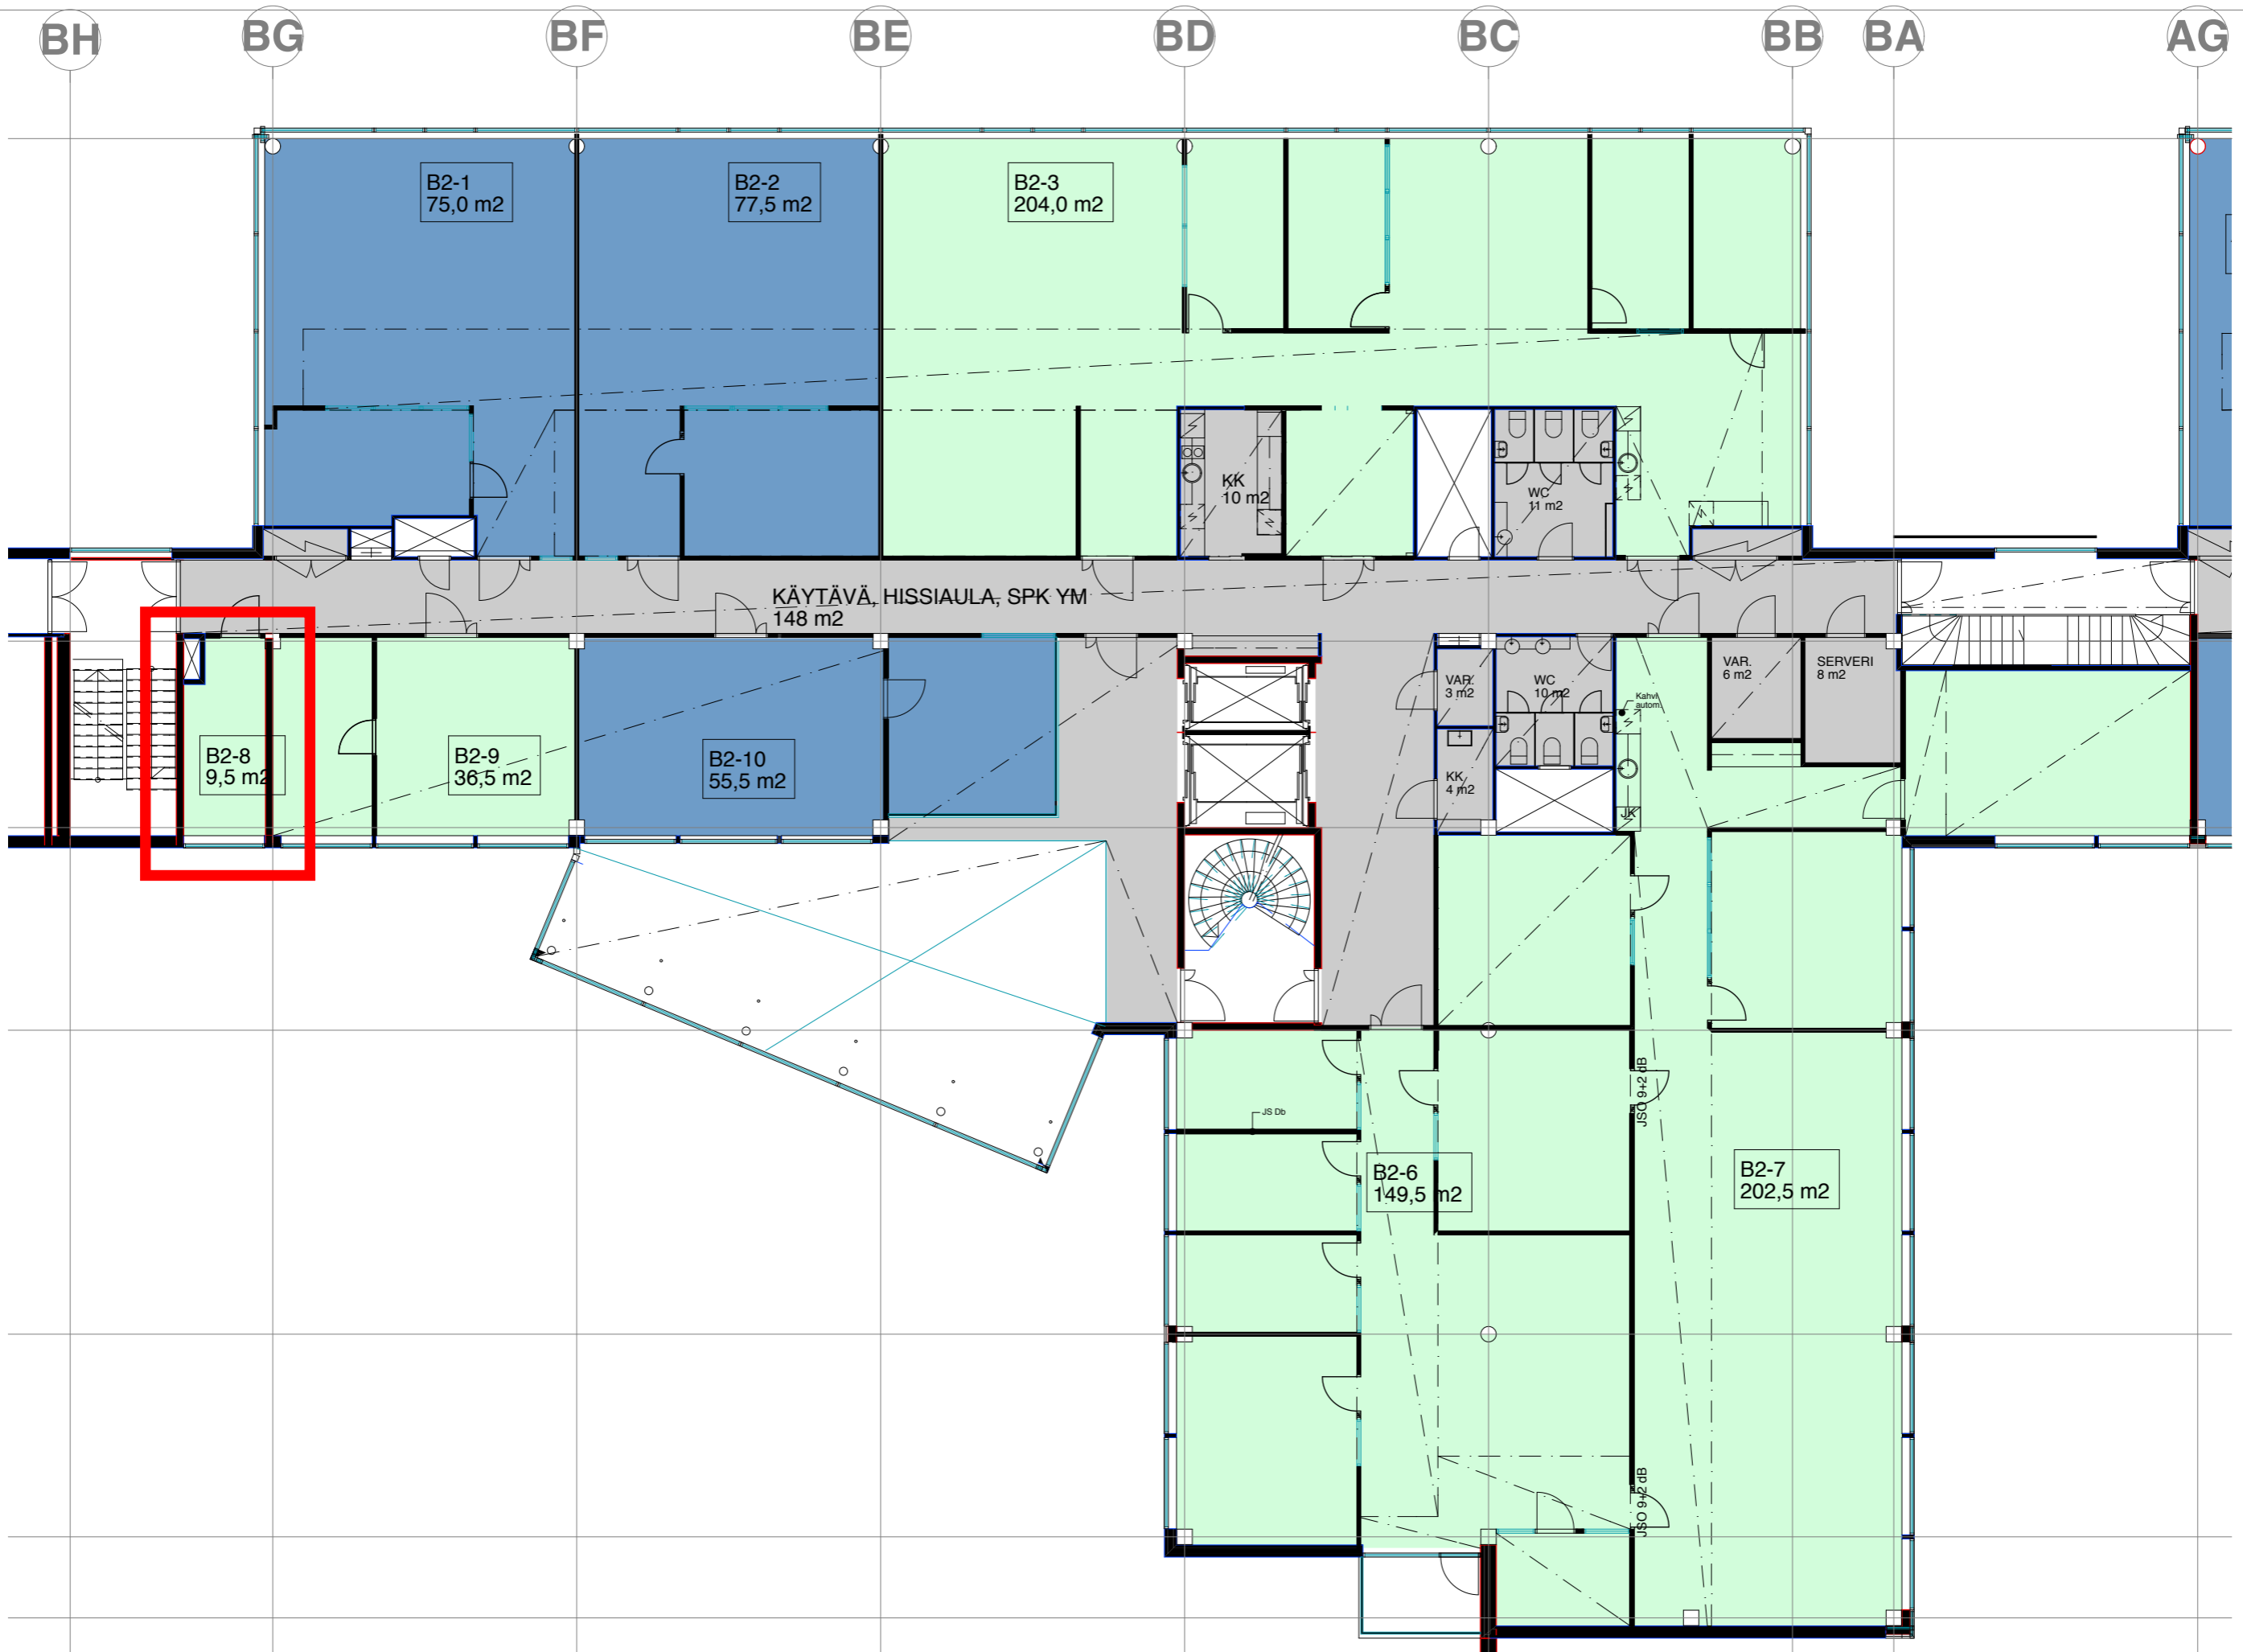 BH BG BF BE BD BC BB BA AG
B2-1
75,0 m2
B2-2
77,5 m2
B2-3
204,0 m2
KK
10 m2
WC
11 m2
KÄYTÄVÄ, HISSIAULA, SPK YM
148 m2
VAR.
3 m2
WC
10 m2
Kahvi
autom.
VAR.
6 m2
SERVERI
8 m2
B2-8
9,5 m2
B2-9
36,5 m2
B2-10
55,5 m2
KK
4 m2
JK
JSO 9+2 dB
JS Db
B2-6
149,5 m2
B2-7
202,5 m2
JSO 9+2 dB